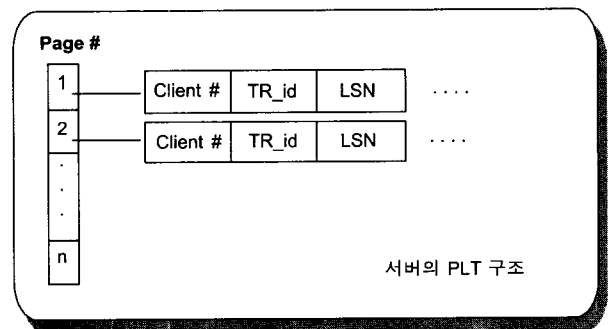 Page #
1 Client # TR_id LSN ....
2 Client # TR_id LSN ....
.
.
.
n
서버의 PLT 구조